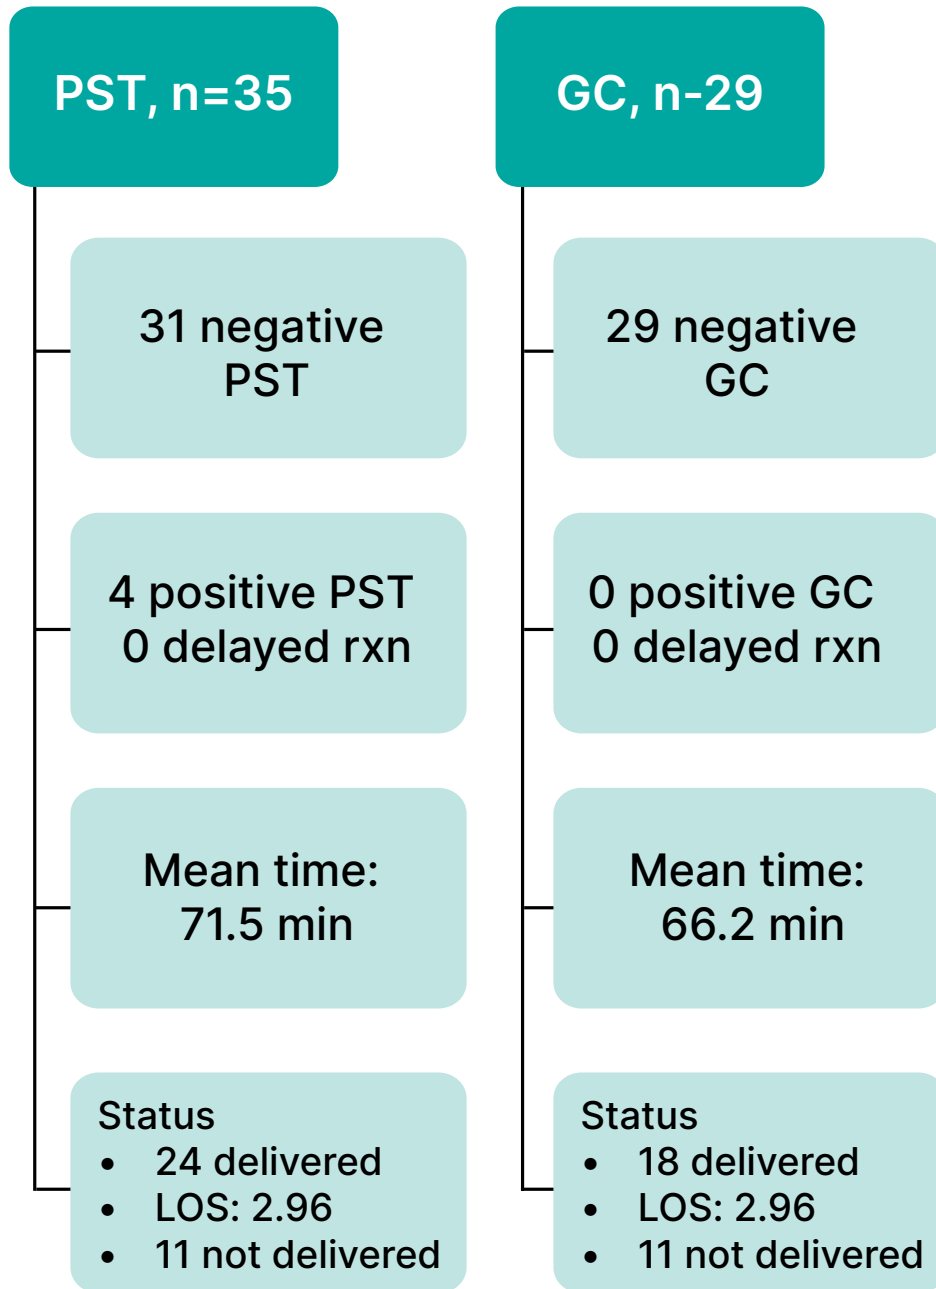 PST, n=35
31 negative
PST
4 positive PST
0 delayed rxn
Mean time:
71.5 min
Status
• 24 delivered
• LOS: 2.96
• 11 not delivered
GC, n-29
29 negative
GC
0 positive GC
0 delayed rxn
Mean time:
66.2 min
Status
• 18 delivered
• LOS: 2.96
• 11 not delivered